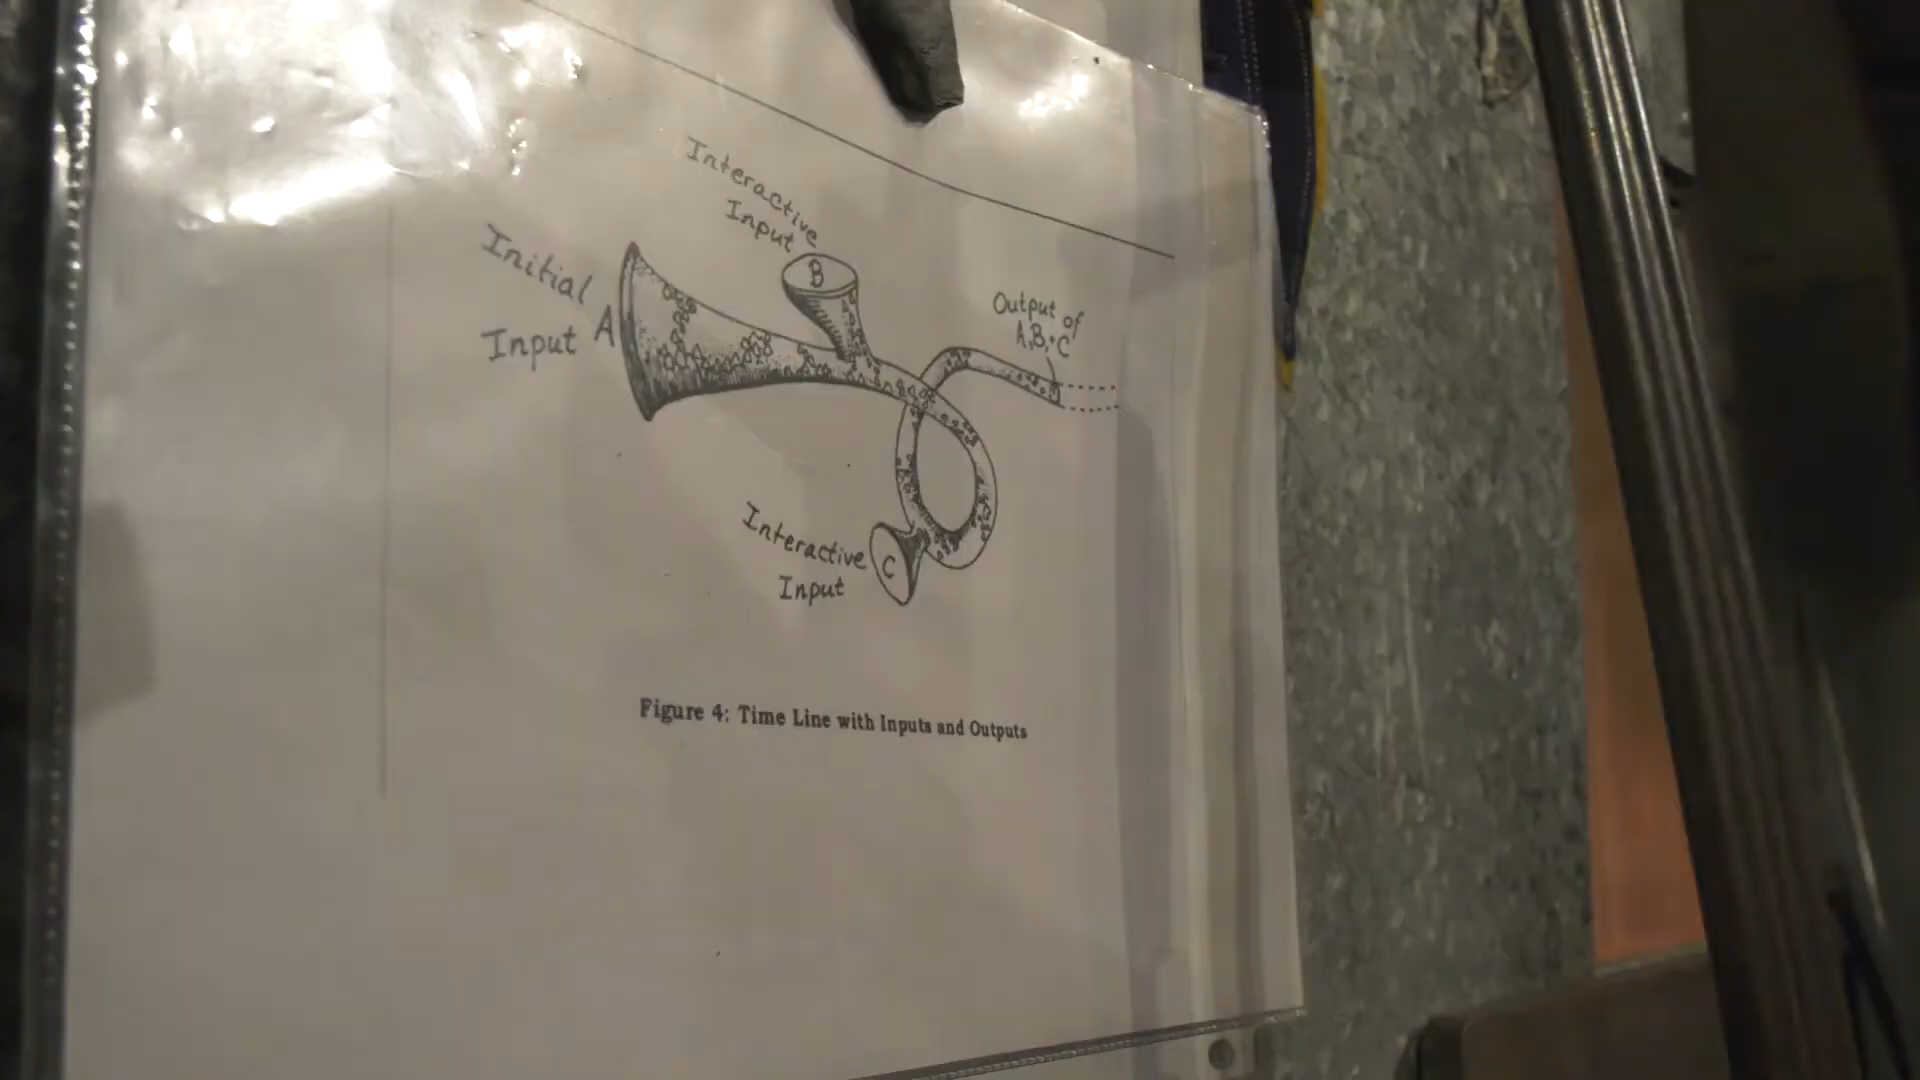 Interactive
Input
Initial
Input A
B
Output of
A,B,+C
Interactive
Input
C
Figure 4: Time Line with Inputs and Outputs